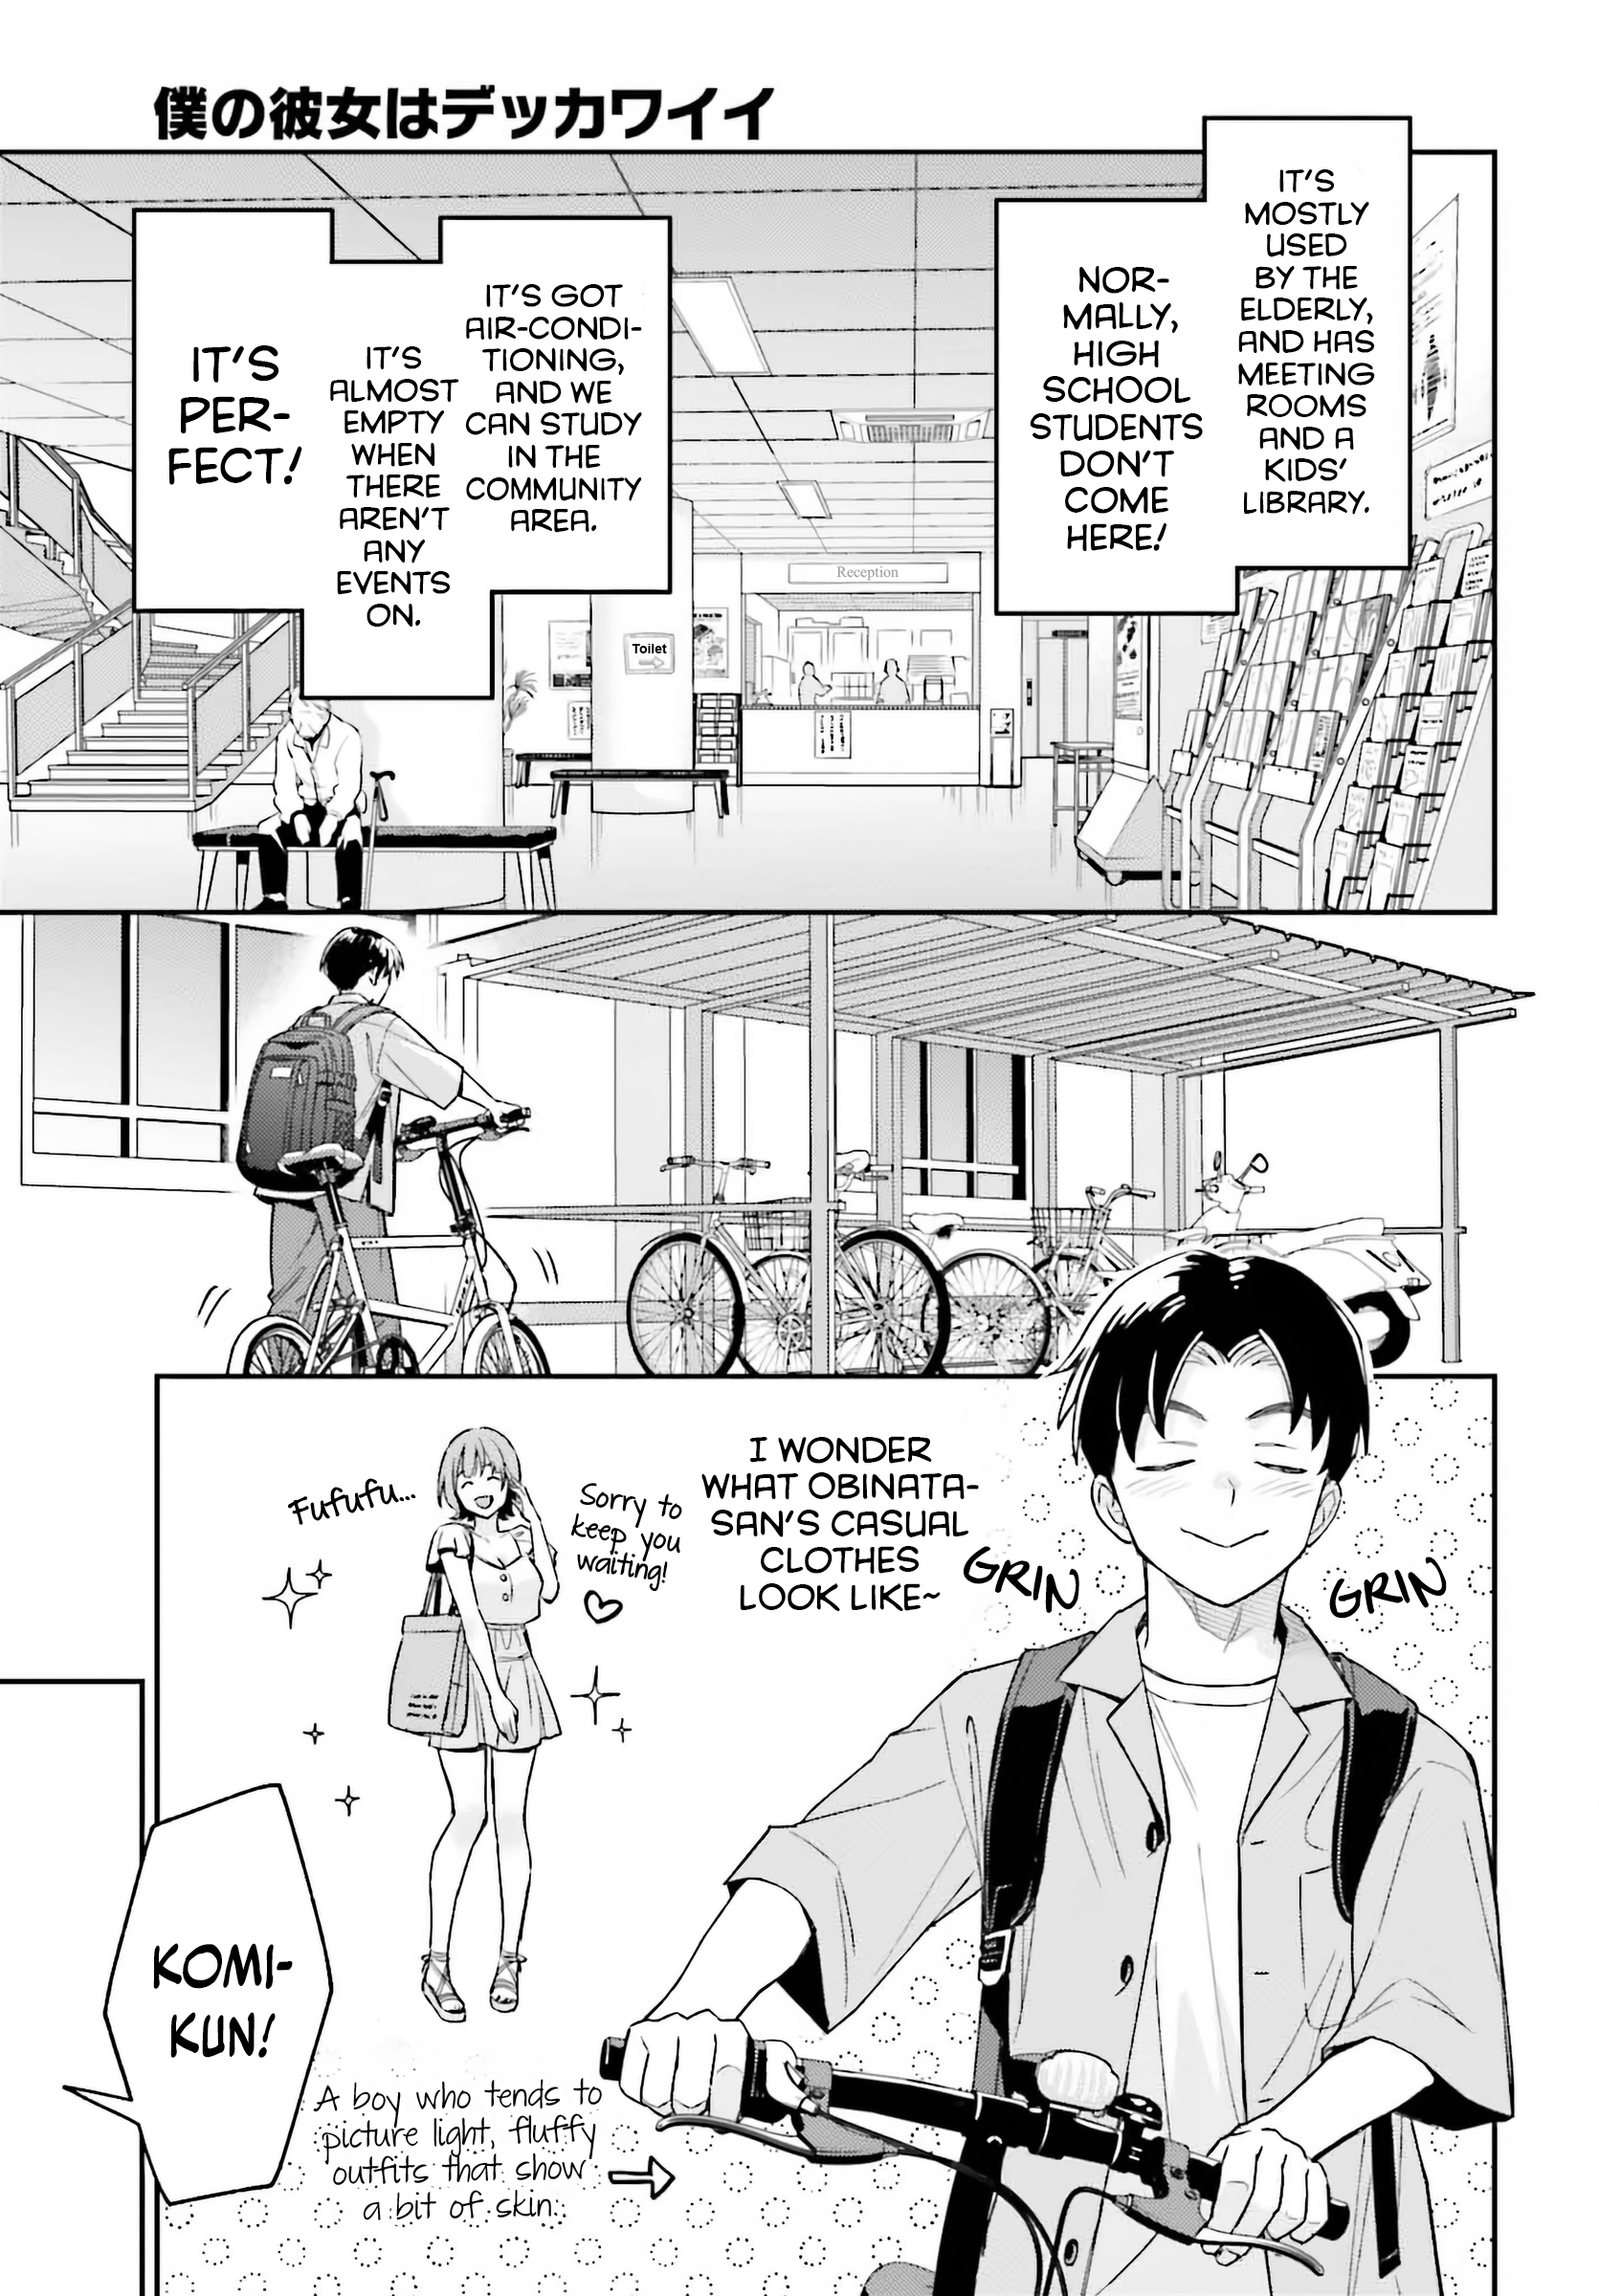 僕の彼女はデッカワイイ
IT'S
MOSTLY
USED
BY THE
ELDERLY,
AND HAS
MEETING
ROOMS
AND A
KIDS'
LIBRARY.
NOR-
MALLY,
HIGH
SCHOOL
STUDENTS
DON'T
COME
HERE!
IT'S GOT
AIR-CONDI-
TIONING,
AND WE
CAN STUDY
IN THE
COMMUNITY
AREA.
IT'S
ALMOST
EMPTY
WHEN
THERE
AREN'T
ANY
EVENTS
ON.
IT'S
PER-
FECT!
Reception
Toilet
I WONDER
WHAT OBINATA-
SAN'S CASUAL
CLOTHES
LOOK LIKE~
GRIN
GRIN
Sorry to
keep you
waiting!
Fufufu...
A boy who tends to
picture light, fluffy
outfits that show
a bit of skin.
KOMI-
KUN!